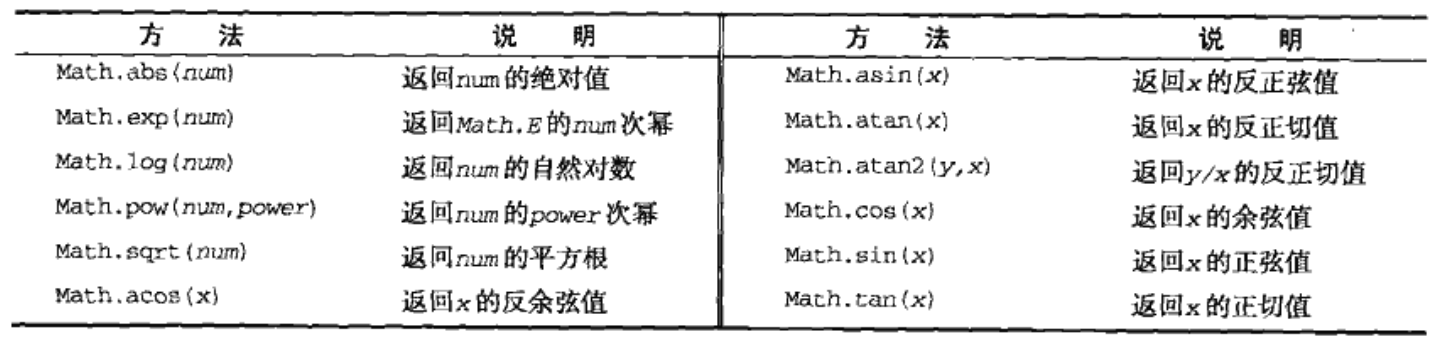 方 法 说 明 方 法 说 明
Math.abs(num) 返回num的绝对值 Math.asin(x) 返回x的反正弦值
Math.exp(num) 返回Math.E的num次幂 Math.atan(x) 返回x的反正切值
Math.log(num) 返回num的自然对数 Math.atan2(y,x) 返回y/x的反正切值
Math.pow(num,power) 返回num的power次幂 Math.cos(x) 返回x的余弦值
Math.sqrt(num) 返回num的平方根 Math.sin(x) 返回x的正弦值
Math.acos(x) 返回x的反余弦值 Math.tan(x) 返回x的正切值